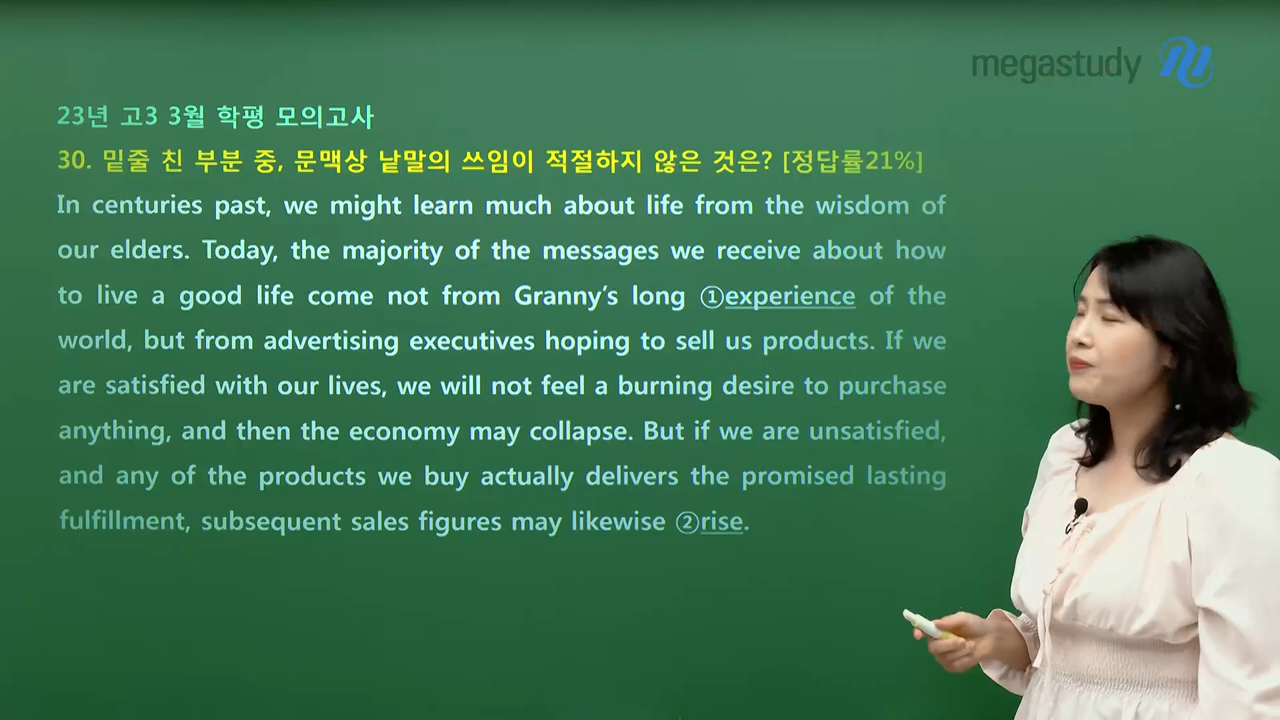 megastudy
23년 고3 3월 학평 모의고사
30. 밑줄 친 부분 중, 문맥상 낱말의 쓰임이 적절하지 않은 것은? [정답률21%]
In centuries past, we might learn much about life from the wisdom of
our elders. Today, the majority of the messages we receive about how
to live a good life come not from Granny’s long ①experience of the
world, but from advertising executives hoping to sell us products. If we
are satisfied with our lives, we will not feel a burning desire to purchase
anything, and then the economy may collapse. But if we are unsatisfied,
and any of the products we buy actually delivers the promised lasting
fulfillment, subsequent sales figures may likewise ②rise.